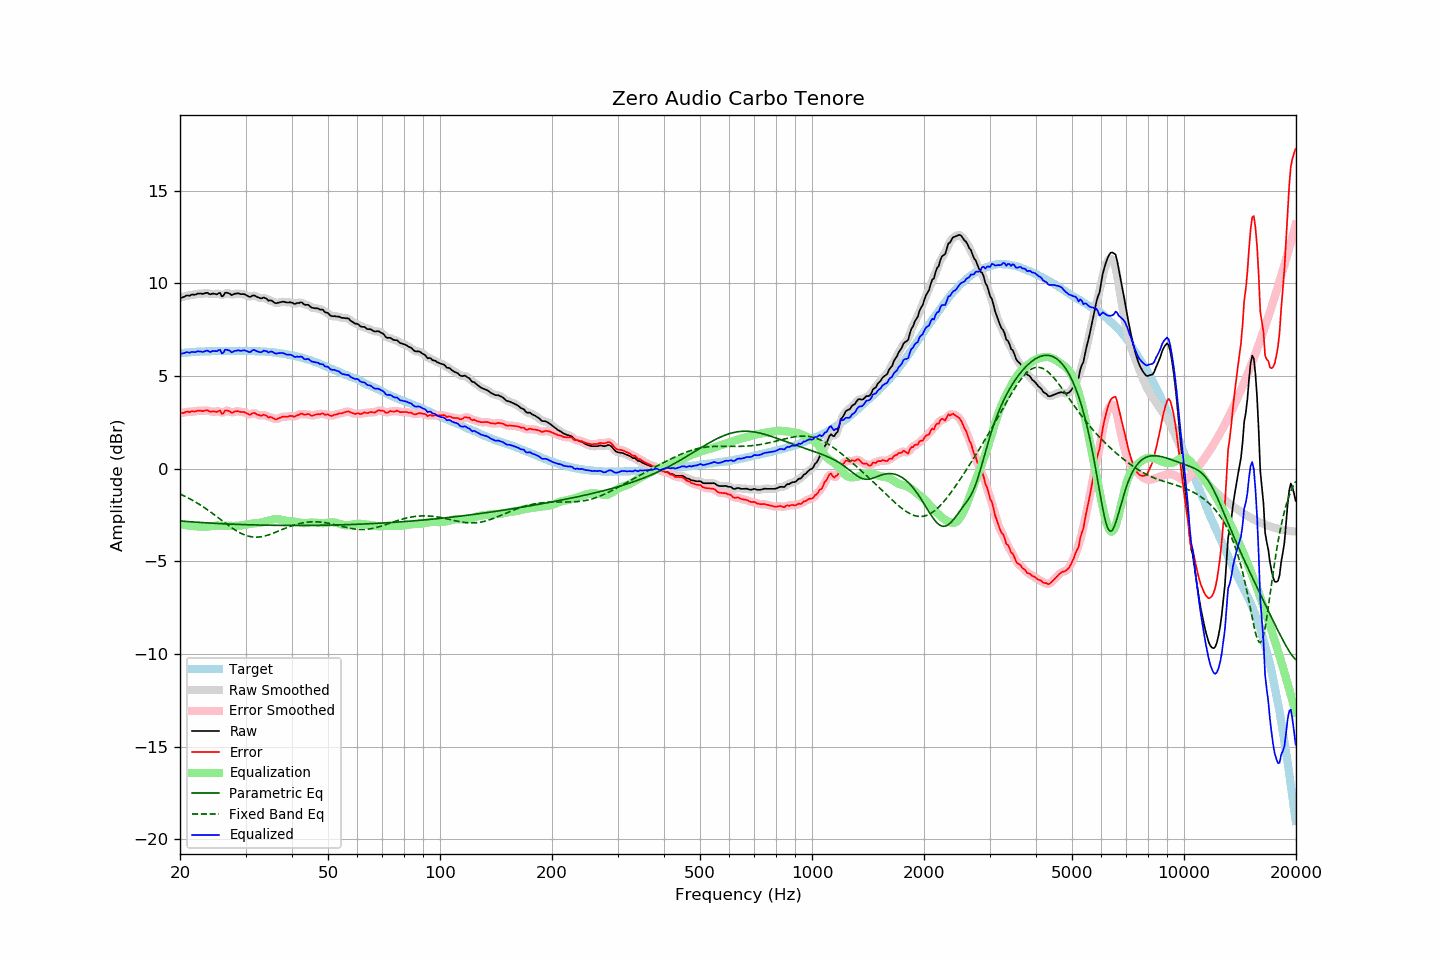 Zero Audio Carbo Tenore
Amplitude (dBr)
15
10
5
0
−5
−10
−15
−20
Target
Raw Smoothed
Error Smoothed
Raw
Error
Equalization
Parametric Eq
Fixed Band Eq
Equalized
20 50 100 200 500 1000 2000 5000 10000 20000
Frequency (Hz)